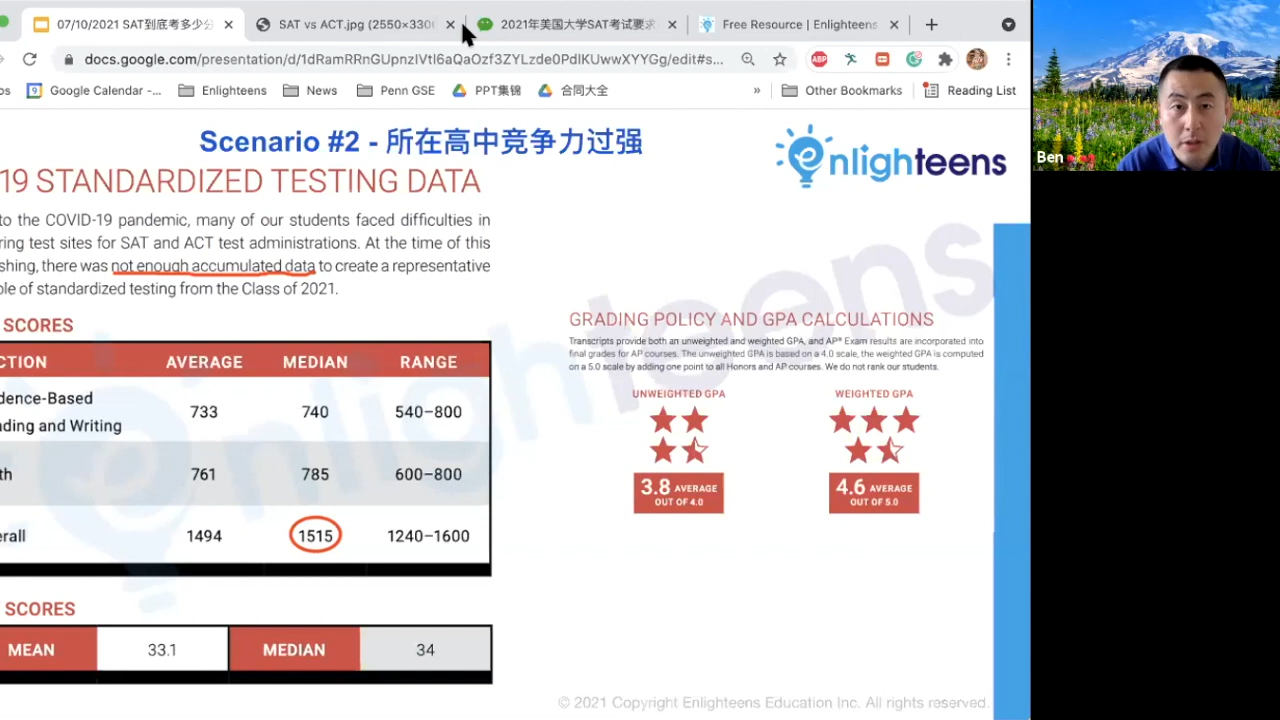 07/10/2021 SAT到底考多少分
SAT vs ACT.jpg (2550×330
2021年美国大学SAT考试要求
Free Resource | Enlighteens
docs.google.com/presentation/d/1dRamRRnGUpnzIVtl6aQaOzf3ZYLzde0PdlKUwwXYYGg/edit#s...
ABP
os
9
Google Calendar -...
Enlighteens
News
Penn GSE
PPT集锦
合同大全
»
Other Bookmarks
Reading List
Scenario #2 - 所在高中竞争力过强
enlighteens
19 STANDARDIZED TESTING DATA
to the COVID-19 pandemic, many of our students faced difficulties in
ring test sites for SAT and ACT test administrations. At the time of this
shing, there was not enough accumulated data to create a representative
ple of standardized testing from the Class of 2021.
SCORES
CTION AVERAGE MEDIAN RANGE
dence-Based
ading and Writing 733 740 540–800
th 761 785 600–800
erall 1494 1515 1240–1600
SCORES
MEAN 33.1 MEDIAN 34
GRADING POLICY AND GPA CALCULATIONS
Transcripts provide both an unweighted and weighted GPA, and AP® Exam results are incorporated into
final grades for AP courses. The unweighted GPA is based on a 4.0 scale, the weighted GPA is computed
on a 5.0 scale by adding one point to all Honors and AP courses. We do not rank our students.
UNWEIGHTED GPA
3.8 AVERAGE
OUT OF 4.0
WEIGHTED GPA
4.6 AVERAGE
OUT OF 5.0
enlighteens
© 2021 Copyright Enlighteens Education Inc. All rights reserved.
Ben